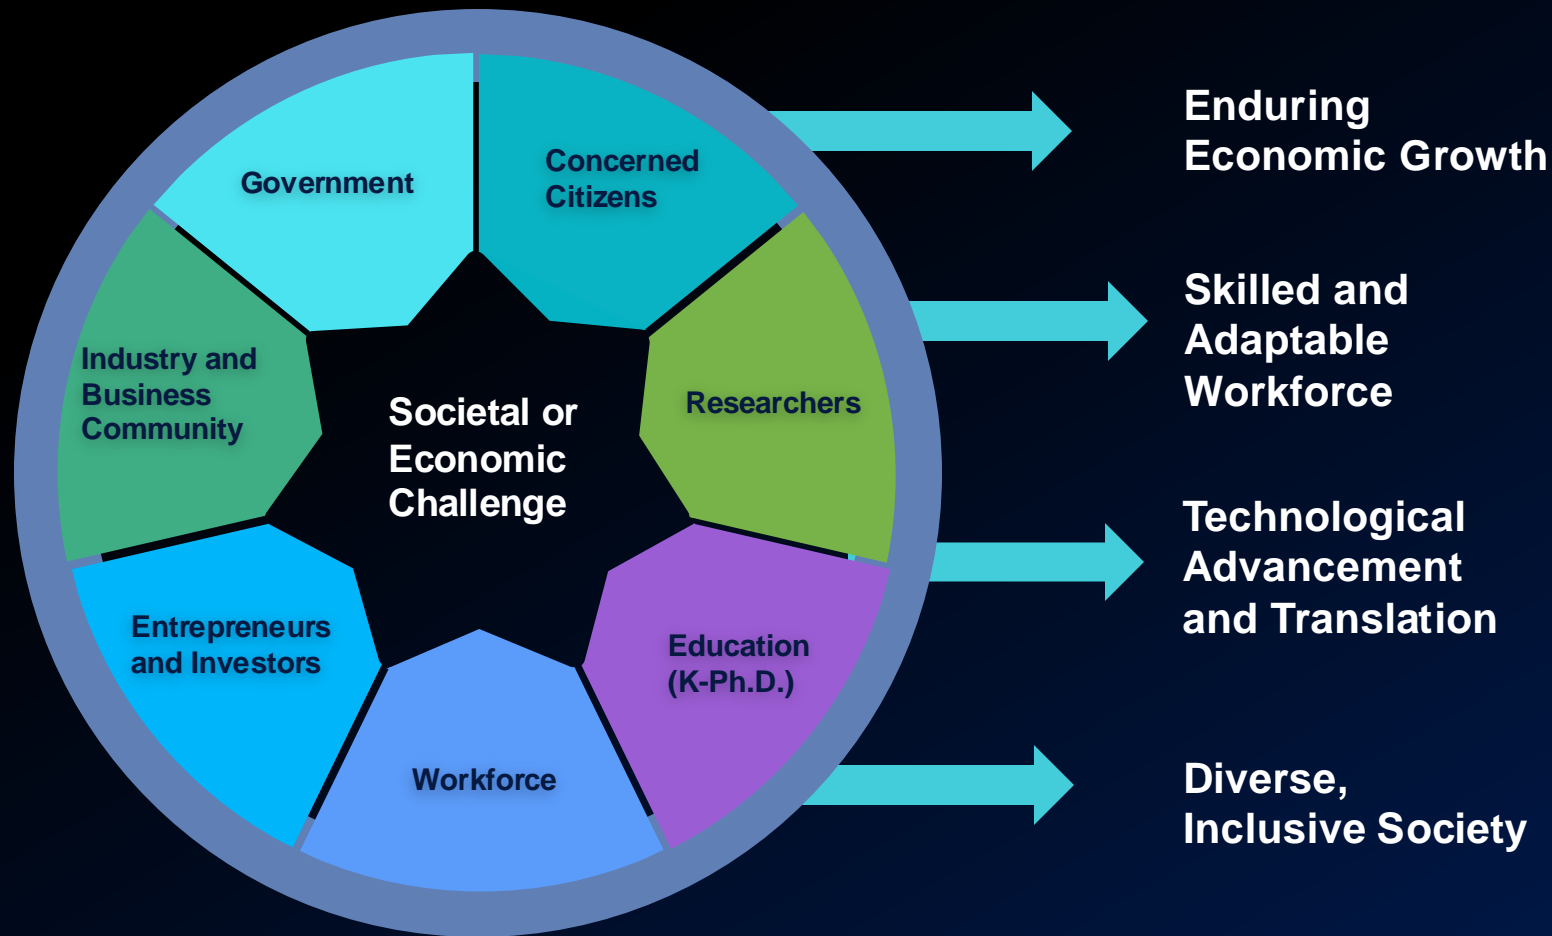 Government
Concerned
Citizens
Researchers
Education
(K-Ph.D.)
Workforce
Entrepreneurs
and Investors
Industry and
Business
Community
Societal or
Economic
Challenge
Enduring
Economic Growth
Skilled and
Adaptable
Workforce
Technological
Advancement
and Translation
Diverse,
Inclusive Society